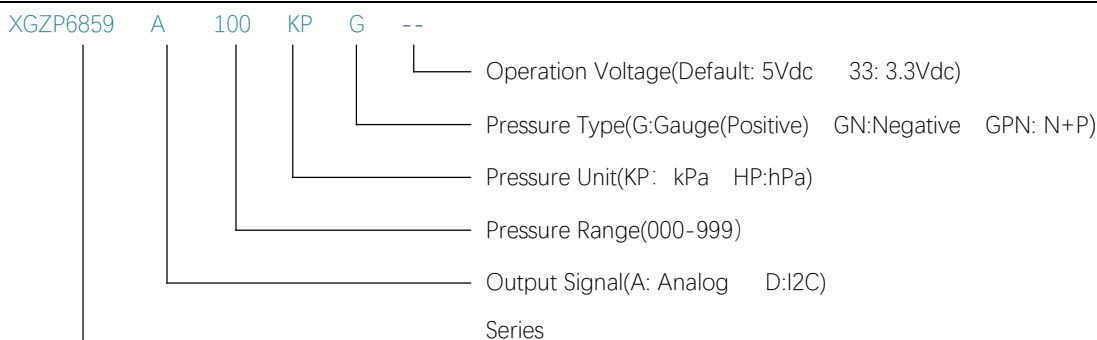 XGZP6859 A 100 KP G --
Operation Voltage(Default: 5Vdc 33: 3.3Vdc)
Pressure Type(G:Gauge(Positive) GN:Negative GPN: N+P)
Pressure Unit(KP： kPa HP:hPa)
Pressure Range(000-999）
Output Signal(A: Analog D:I2C)
Series